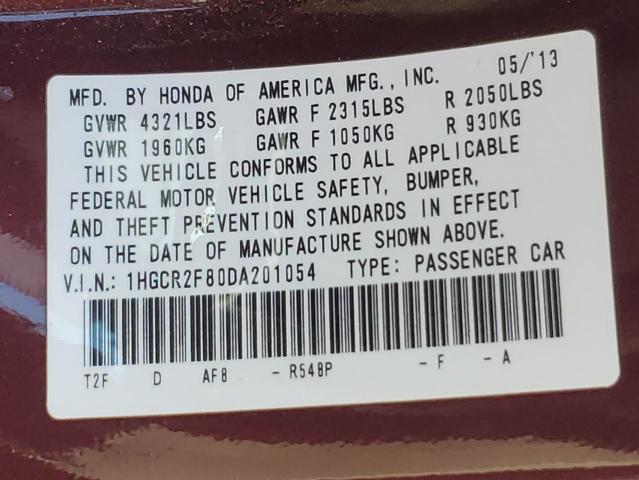 MFD. BY HONDA OF AMERICA MFG., INC. 05/'13
GVWR 4321LBS GAWR F 2315LBS R 2050LBS
GVWR 1960KG GAWR F 1050KG R 930KG
THIS VEHICLE CONFORMS TO ALL APPLICABLE
FEDERAL MOTOR VEHICLE SAFETY, BUMPER,
AND THEFT PREVENTION STANDARDS IN EFFECT
ON THE DATE OF MANUFACTURE SHOWN ABOVE.
V.I.N.: 1HGCR2F80DA201054 TYPE: PASSENGER CAR
T2F D AF8 - R548P - F - A